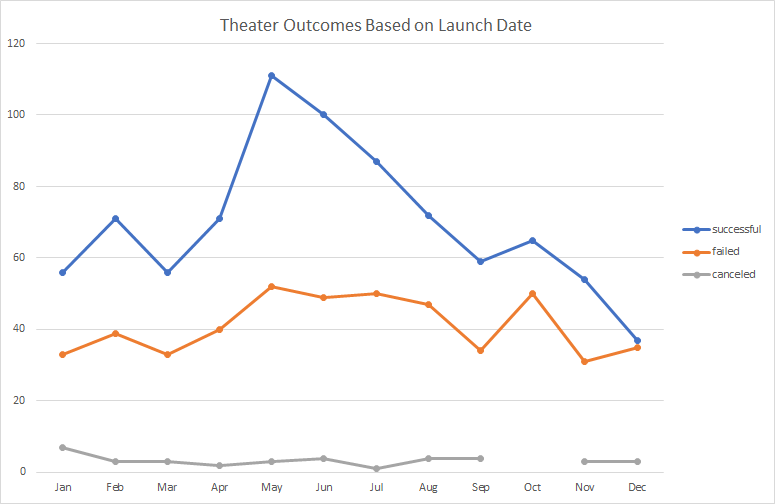 Theater Outcomes Based on Launch Date
120
100
80
60
40
20
0
Jan Feb Mar Apr May Jun Jul Aug Sep Oct Nov Dec
successful
failed
canceled